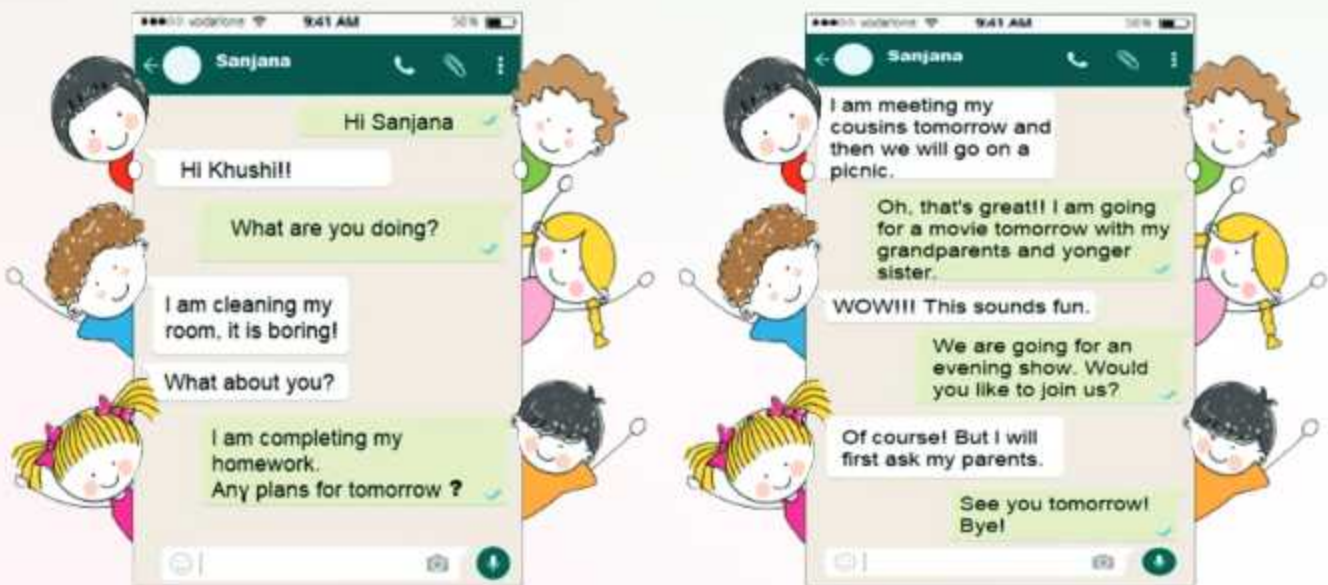 vodafone 9:41 AM 50%
Sanjana
Hi Sanjana
Hi Khushi!!
What are you doing?
I am cleaning my
room, it is boring!
What about you?
I am completing my
homework.
Any plans for tomorrow ?
vodafone 9:41 AM 50%
Sanjana
I am meeting my
cousins tomorrow and
then we will go on a
picnic.
Oh, that's great!! I am going
for a movie tomorrow with my
grandparents and yonger
sister.
WOW!!! This sounds fun.
We are going for an
evening show. Would
you like to join us?
Of course! But I will
first ask my parents.
See you tomorrow!
Bye!